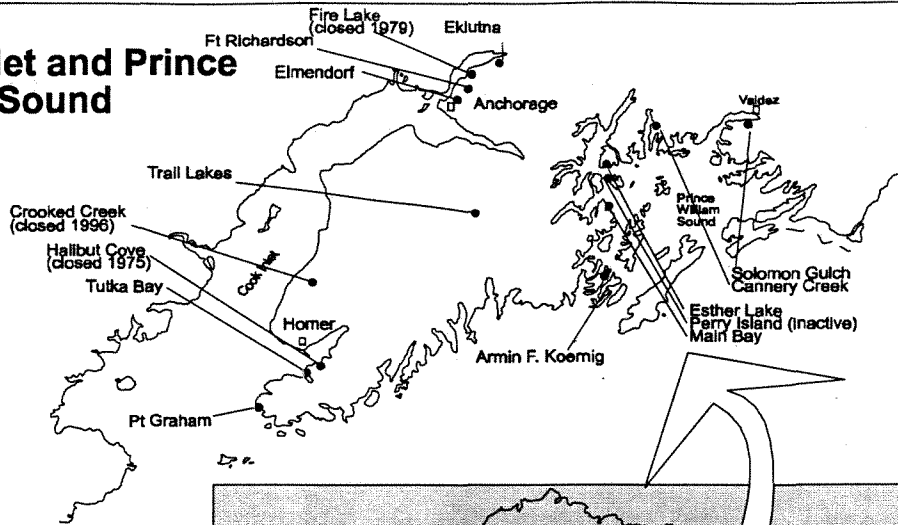 let and Prince
Sound
Fire Lake
(closed 1979)
Eklutna
Ft Richardson
Elmendorf
Anchorage
Valdez
Trail Lakes
Prince
William
Sound
Crooked Creek
(closed 1996)
Halibut Cove
(closed 1975)
Cook Inlet
Tutka Bay
Solomon Gulch
Cannery Creek
Esther Lake
Perry Island (inactive)
Main Bay
Homer
Armin F. Koernig
Pt Graham